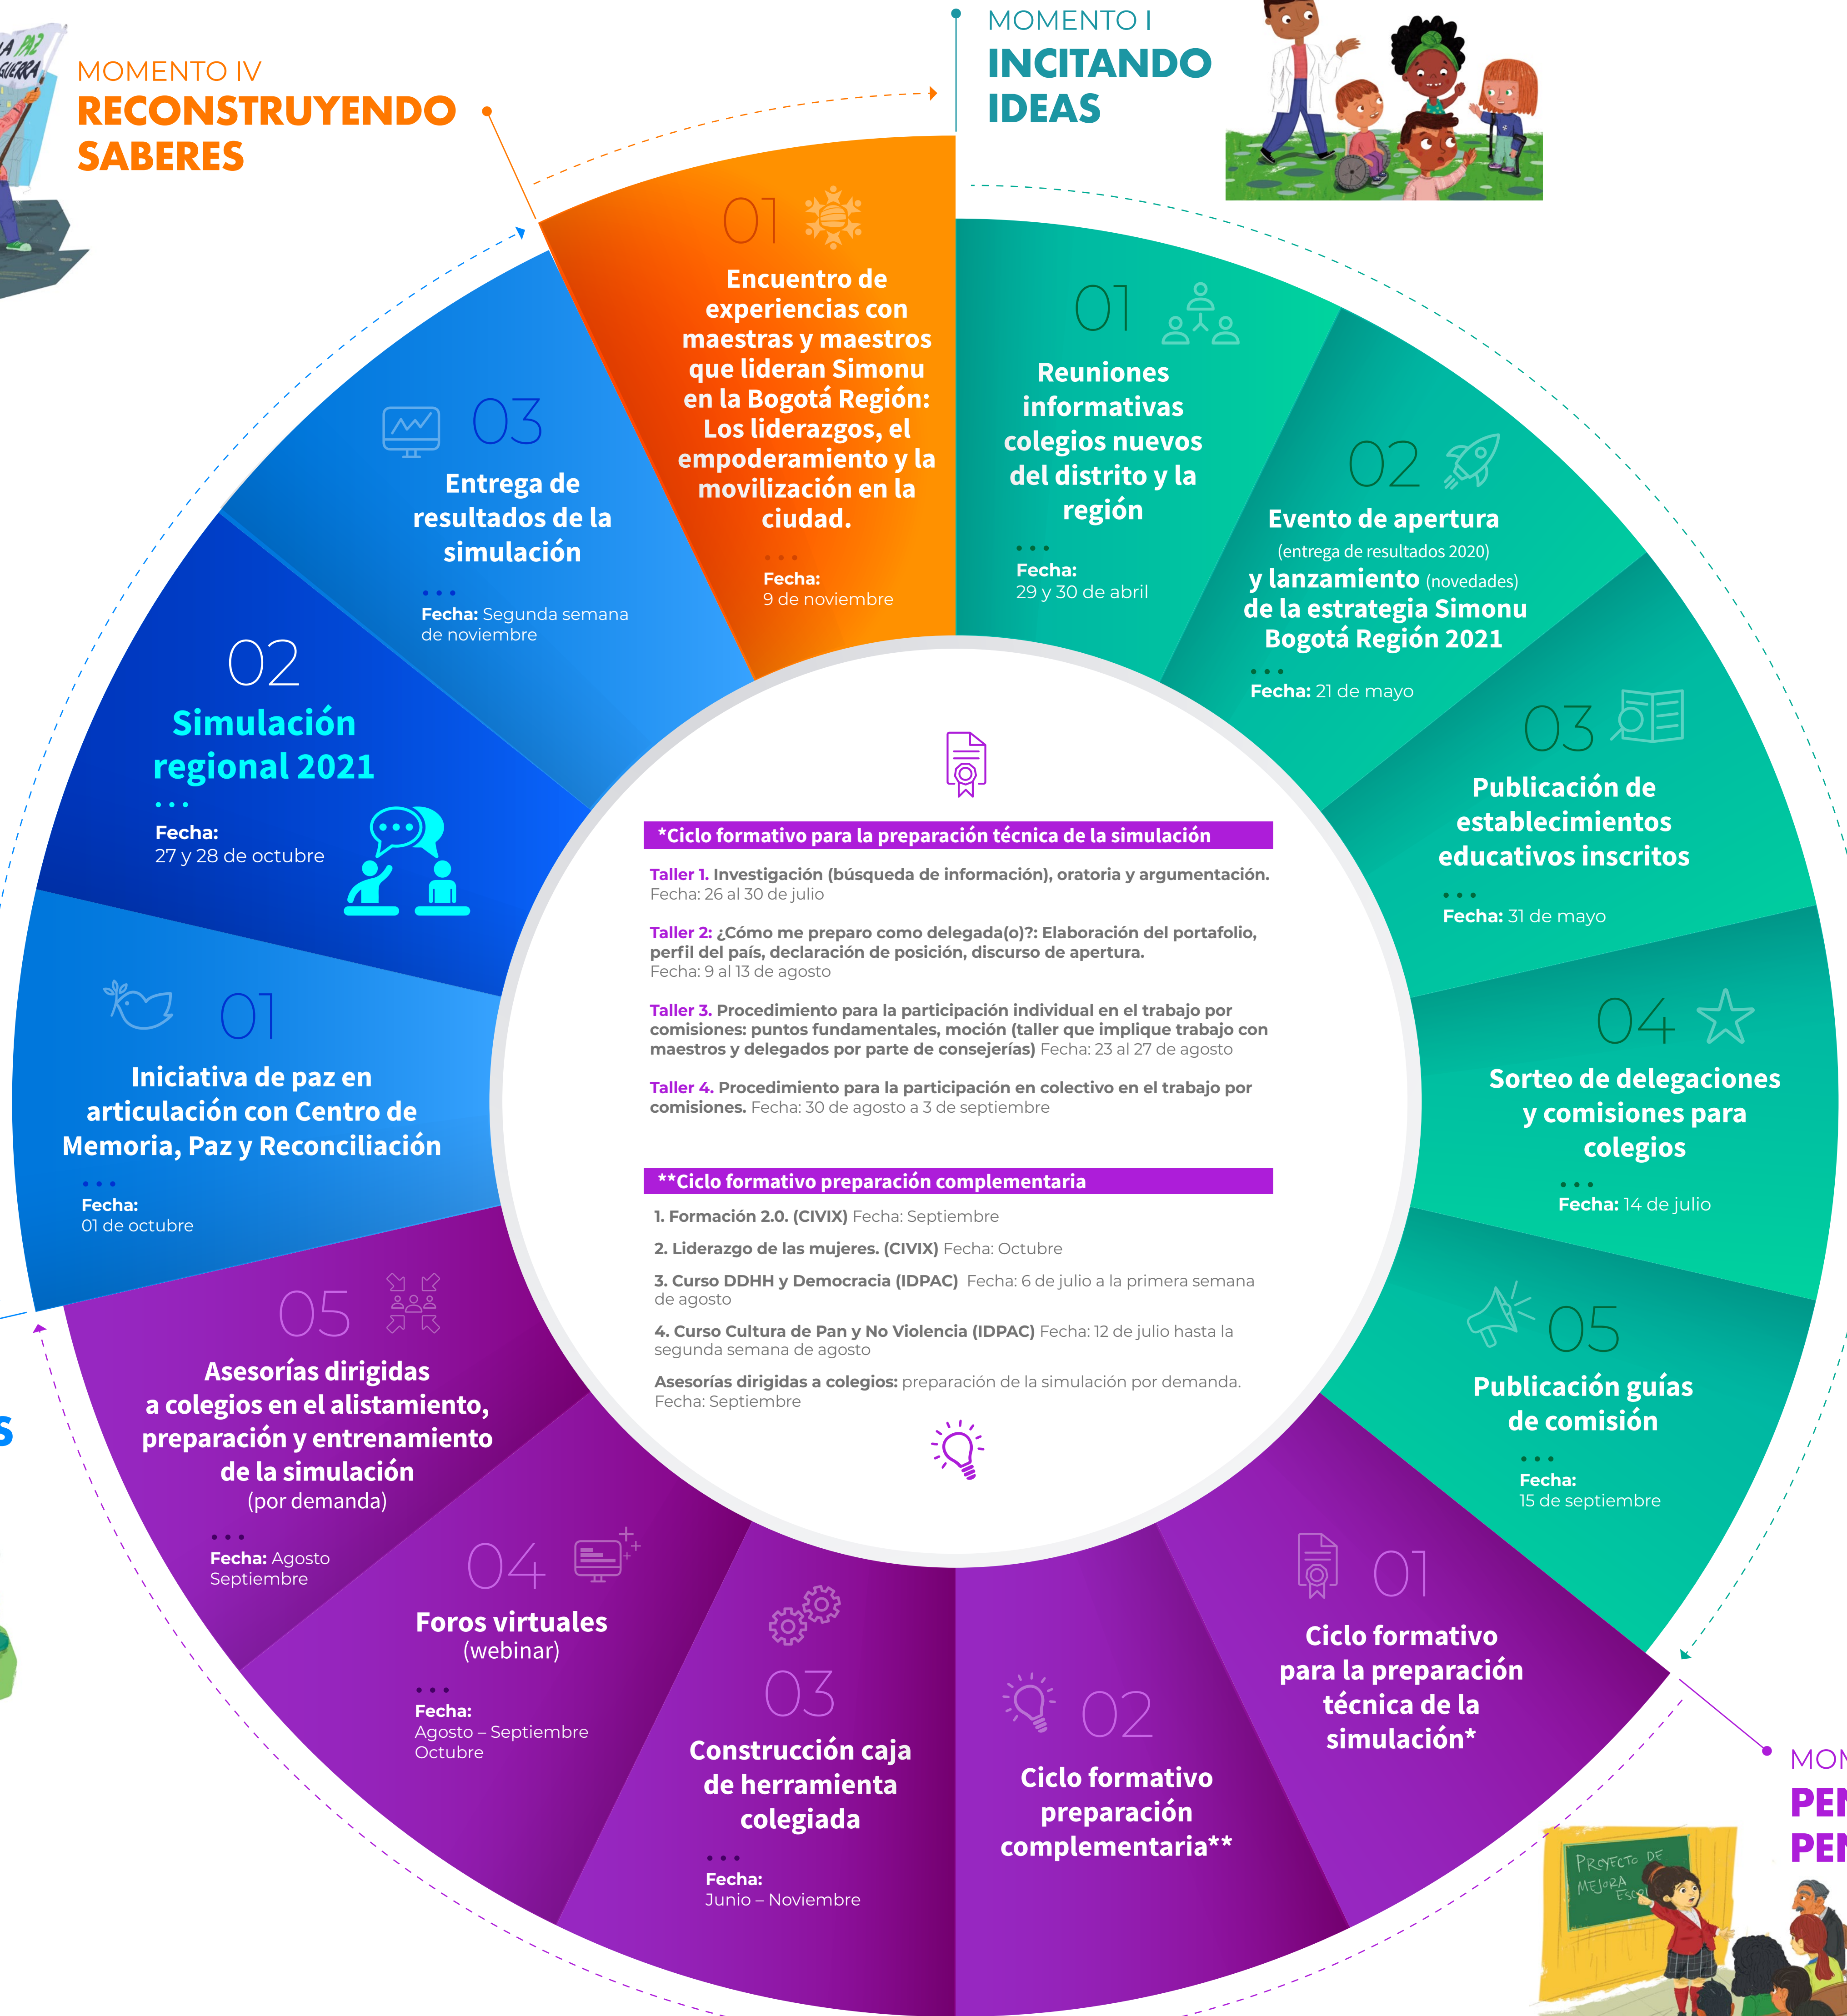 MOMENTO I
INCITANDO
IDEAS
01
Reuniones
informativas
colegios nuevos
del distrito y la
región
Fecha:
29 y 30 de abril
02
Evento de apertura
(entrega de resultados 2020)
y lanzamiento (novedades)
de la estrategia Simonu
Bogotá Región 2021
Fecha: 21 de mayo
03
Publicación de
establecimientos
educativos inscritos
Fecha: 31 de mayo
04
Sorteo de delegaciones
y comisiones para
colegios
Fecha: 14 de julio
05
Publicación guías
de comisión
Fecha:
15 de septiembre
PROYECTO DE
MEJORA
01
Ciclo formativo
para la preparación
técnica de la
simulación*
02
Ciclo formativo
preparación
complementaria**
03
Construcción caja
de herramienta
colegiada
Fecha:
Junio – Noviembre
04
Foros virtuales
(webinar)
Fecha:
Agosto – Septiembre
Octubre
05
Asesorías dirigidas
a colegios en el alistamiento,
preparación y entrenamiento
de la simulación
(por demanda)
Fecha: Agosto
Septiembre
01
Iniciativa de paz en
articulación con Centro de
Memoria, Paz y Reconciliación
Fecha:
01 de octubre
02
Simulación
regional 2021
Fecha:
27 y 28 de octubre
03
Entrega de
resultados de la
simulación
Fecha: Segunda semana
de noviembre
LA PAZ
GUERRA
MOMENTO IV
RECONSTRUYENDO
SABERES
01
Encuentro de
experiencias con
maestras y maestros
que lideran Simonu
en la Bogotá Región:
Los liderazgos, el
empoderamiento y la
movilización en la
ciudad.
Fecha:
9 de noviembre
*Ciclo formativo para la preparación técnica de la simulación
Taller 1. Investigación (búsqueda de información), oratoria y argumentación.
Fecha: 26 al 30 de julio
Taller 2: ¿Cómo me preparo como delegada(o)?: Elaboración del portafolio,
perfil del país, declaración de posición, discurso de apertura.
Fecha: 9 al 13 de agosto
Taller 3. Procedimiento para la participación individual en el trabajo por
comisiones: puntos fundamentales, moción (taller que implique trabajo con
maestros y delegados por parte de consejerías) Fecha: 23 al 27 de agosto
Taller 4. Procedimiento para la participación en colectivo en el trabajo por
comisiones. Fecha: 30 de agosto a 3 de septiembre
**Ciclo formativo preparación complementaria
1. Formación 2.0. (CIVIX) Fecha: Septiembre
2. Liderazgo de las mujeres. (CIVIX) Fecha: Octubre
3. Curso DDHH y Democracia (IDPAC) Fecha: 6 de julio a la primera semana
de agosto
4. Curso Cultura de Pan y No Violencia (IDPAC) Fecha: 12 de julio hasta la
segunda semana de agosto
Asesorías dirigidas a colegios: preparación de la simulación por demanda.
Fecha: Septiembre